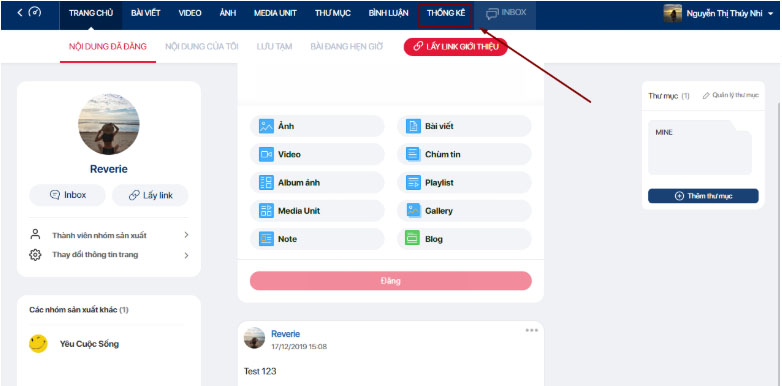 TRANG CHỦ BÀI VIẾT VIDEO ẢNH MEDIA UNIT THƯ MỤC BÌNH LUẬN THỐNG KÊ INBOX Nguyễn Thị Thúy Nhi
NỘI DUNG ĐÃ ĐĂNG NỘI DUNG CỦA TÔI LƯU TẠM BÀI ĐANG HẸN GIỜ LẤY LINK GIỚI THIỆU
Reverie
Inbox Lấy link
Thành viên nhóm sản xuất
Thay đổi thông tin trang
Các nhóm sản xuất khác (1)
Yêu Cuộc Sống
Ảnh Bài viết
Video Chùm tin
Album ảnh Playlist
Media Unit Gallery
Note Blog
Đăng
Reverie
17/12/2019 15:08
Test 123
Thư mục (1) Quản lý thư mục
MINE
Thêm thư mục